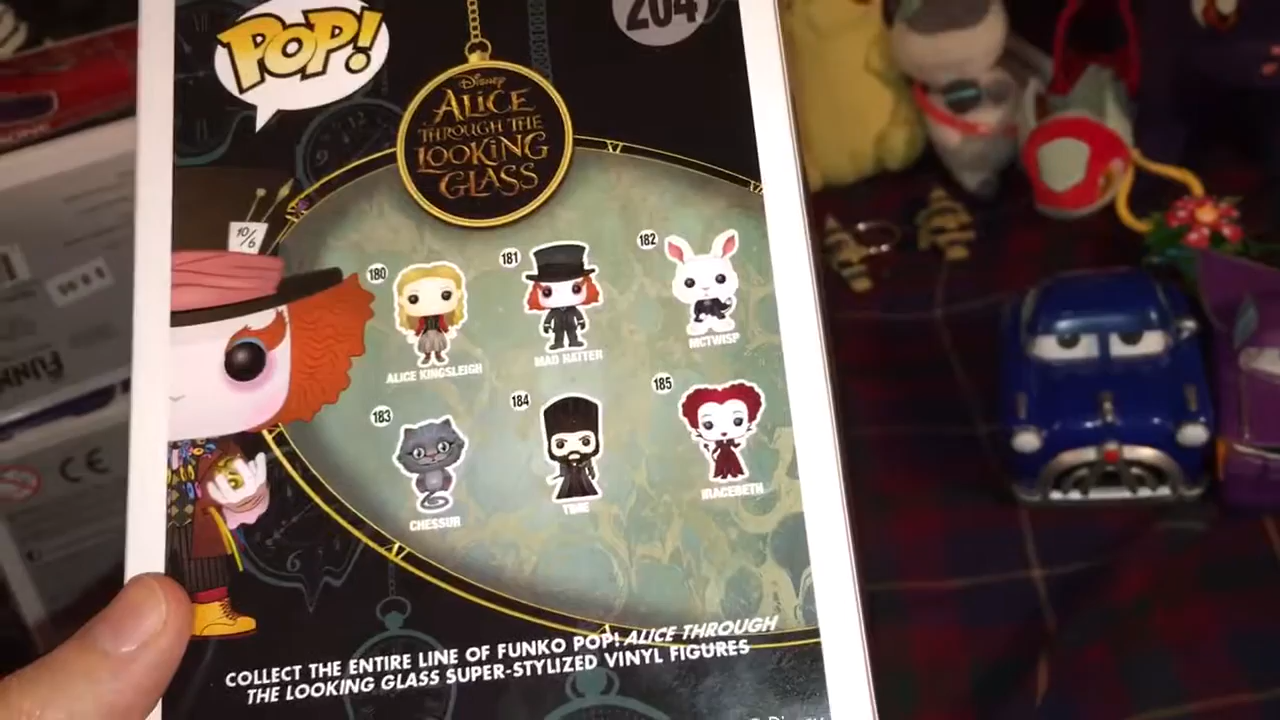 POP!
204
Disney
ALICE
THROUGH THE
LOOKING
GLASS
10/6
180
181
182
ALICE KINGSLEIGH
MAD HATTER
MCTWISP
183
184
185
CHESSUR
TIME
IRACEBETH
COLLECT THE ENTIRE LINE OF FUNKO POP! ALICE THROUGH
THE LOOKING GLASS SUPER-STYLIZED VINYL FIGURES
© Disney
FUNKO
CE